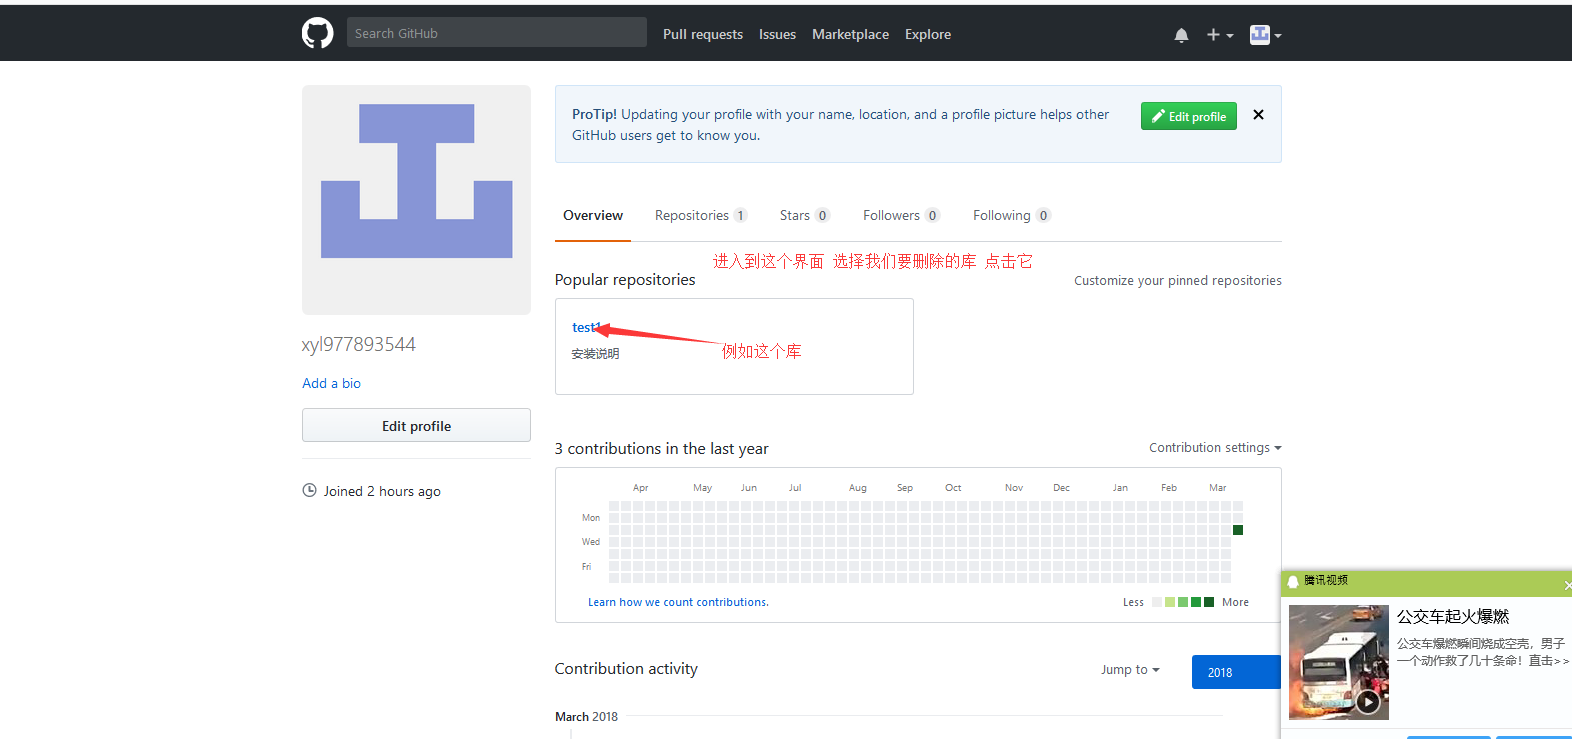 Search GitHub
Pull requests
Issues
Marketplace
Explore
ProTip! Updating your profile with your name, location, and a profile picture helps other
GitHub users get to know you.
Edit profile
Overview
Repositories 1
Stars 0
Followers 0
Following 0
进入到这个界面 选择我们要删除的库 点击它
Popular repositories
Customize your pinned repositories
test1
例如这个库
安装说明
xyl977893544
Add a bio
Edit profile
Joined 2 hours ago
3 contributions in the last year
Contribution settings
Apr May Jun Jul Aug Sep Oct Nov Dec Jan Feb Mar
Mon
Wed
Fri
Learn how we count contributions.
Less
More
Contribution activity
Jump to
2018
March 2018
腾讯视频
公交车起火爆燃
公交车爆燃瞬间烧成空壳，男子
一个动作救了几十条命！直击>>